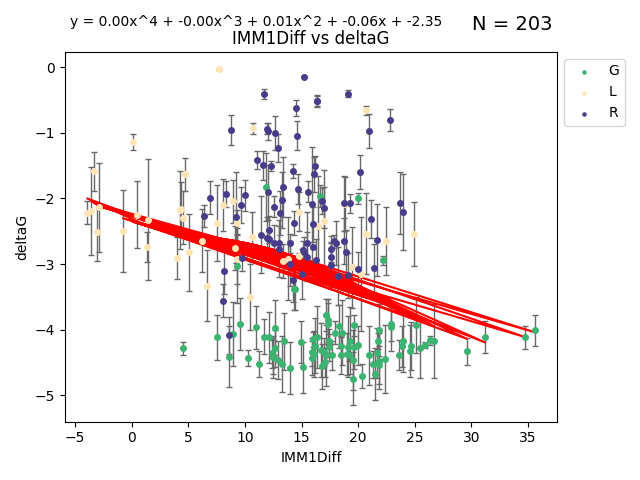 y = 0.00x^4 + -0.00x^3 + 0.01x^2 + -0.06x + -2.35
N = 203
IMM1Diff vs deltaG
G
L
R
deltaG
0
−1
−2
−3
−4
−5
−5 0 5 10 15 20 25 30 35
IMM1Diff